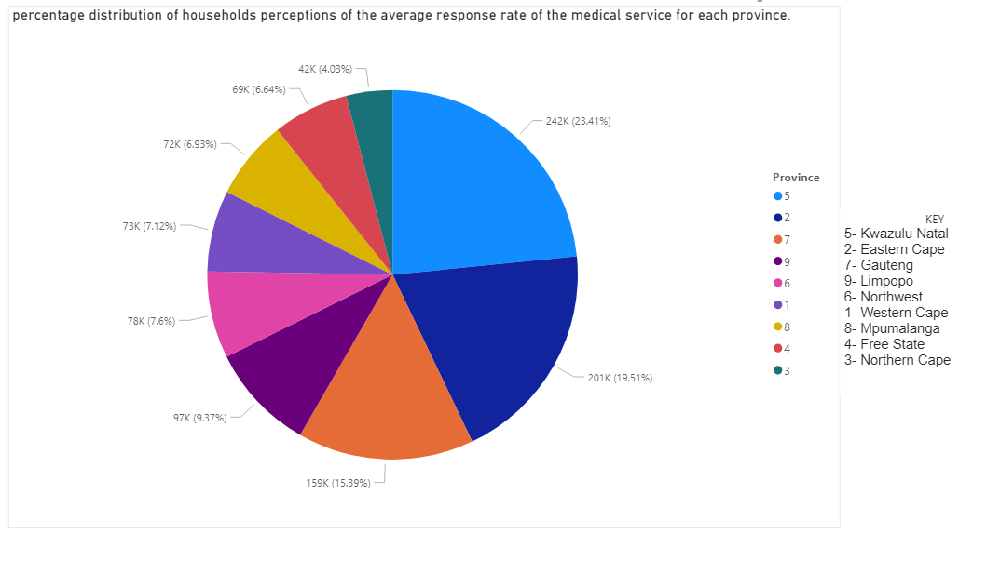 percentage distribution of households perceptions of the average response rate of the medical service for each province.
42K (4.03%)
69K (6.64%)
72K (6.93%)
73K (7.12%)
78K (7.6%)
97K (9.37%)
159K (15.39%)
201K (19.51%)
242K (23.41%)
Province
5
2
7
9
6
1
8
4
3
KEY
5- Kwazulu Natal
2- Eastern Cape
7- Gauteng
9- Limpopo
6- Northwest
1- Western Cape
8- Mpumalanga
4- Free State
3- Northern Cape